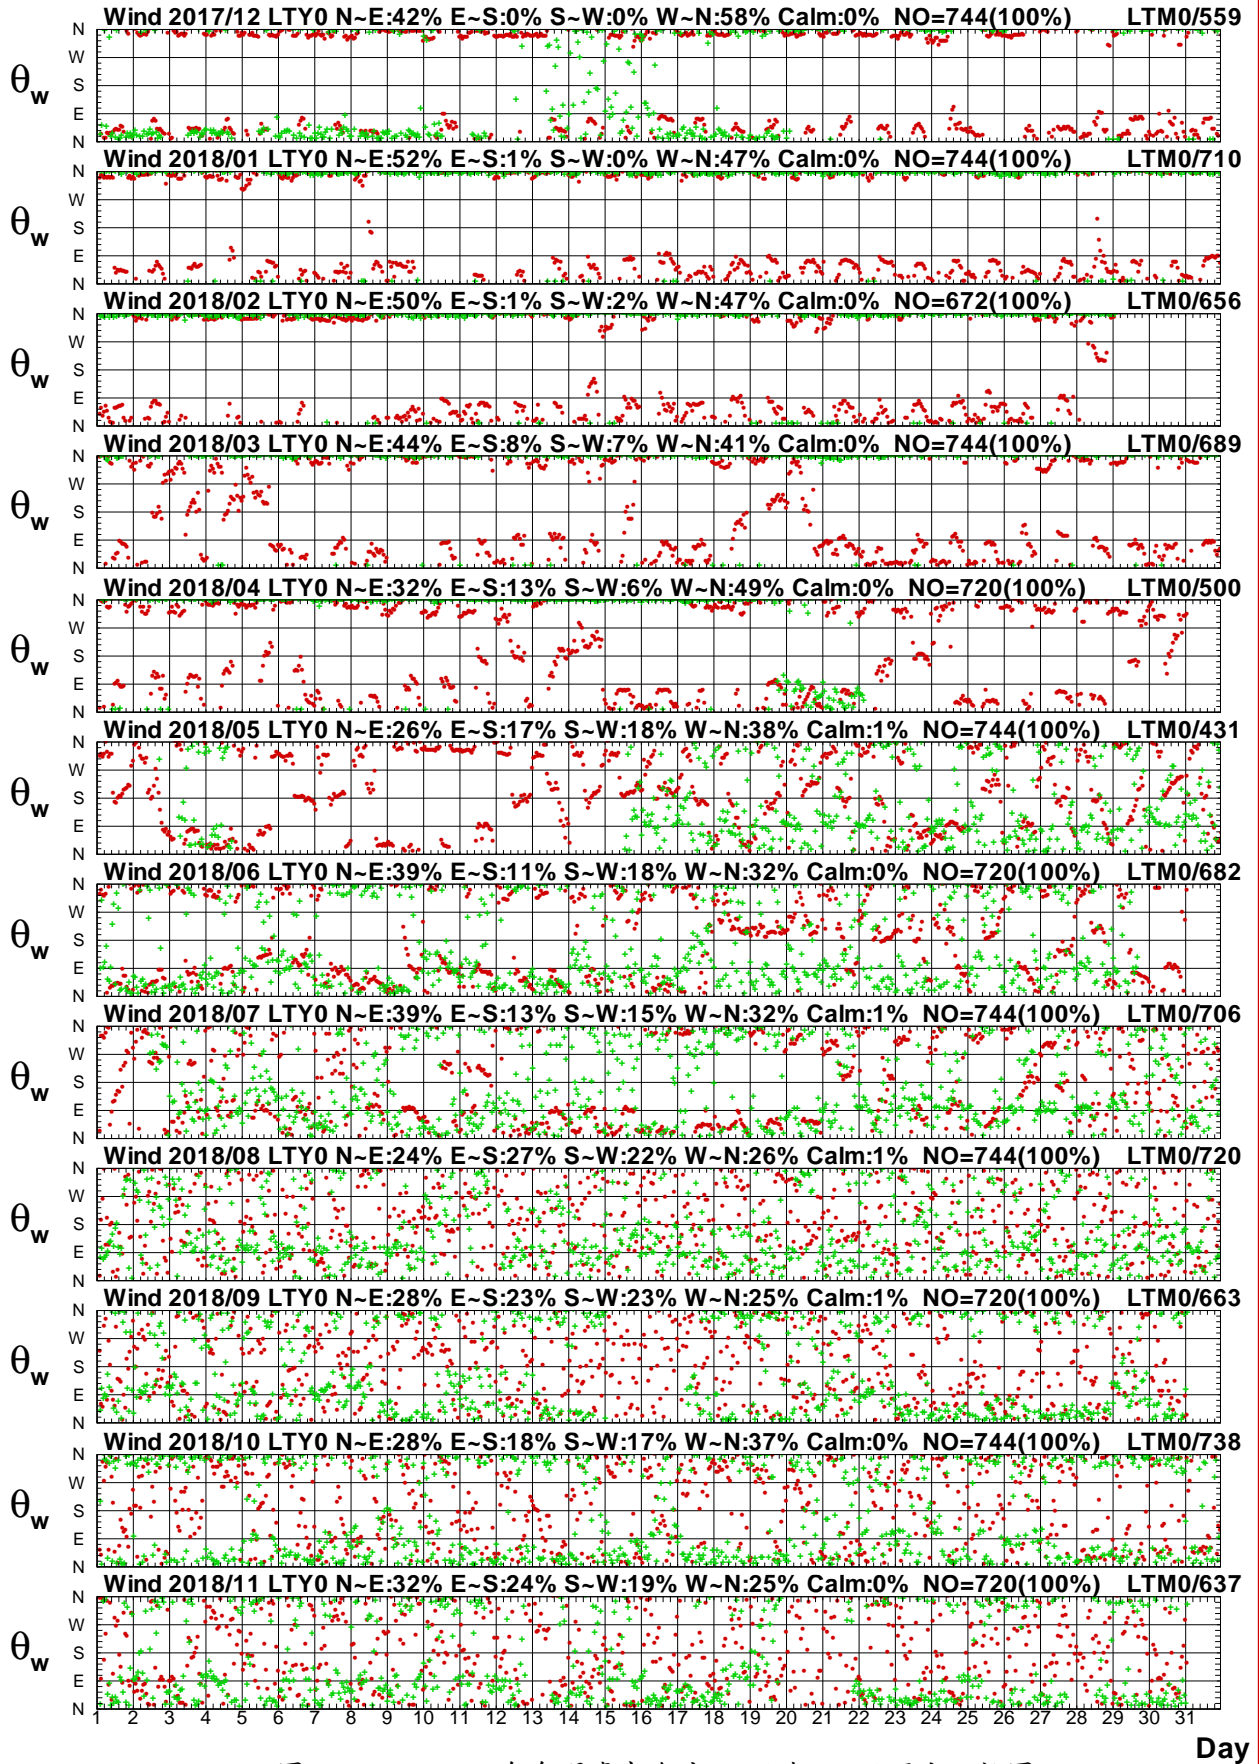 Wind 2017/12 LTY0 N~E:42% E~S:0% S~W:0% W~N:58% Calm:0% NO=744(100%) LTM0/559
N
W
θw
S
E
N
Wind 2018/01 LTY0 N~E:52% E~S:1% S~W:0% W~N:47% Calm:0% NO=744(100%) LTM0/710
N
W
θw
S
E
N
Wind 2018/02 LTY0 N~E:50% E~S:1% S~W:2% W~N:47% Calm:0% NO=672(100%) LTM0/656
N
W
θw
S
E
N
Wind 2018/03 LTY0 N~E:44% E~S:8% S~W:7% W~N:41% Calm:0% NO=744(100%) LTM0/689
N
W
θw
S
E
N
Wind 2018/04 LTY0 N~E:32% E~S:13% S~W:6% W~N:49% Calm:0% NO=720(100%) LTM0/500
N
W
θw
S
E
N
Wind 2018/05 LTY0 N~E:26% E~S:17% S~W:18% W~N:38% Calm:1% NO=744(100%) LTM0/431
N
W
θw
S
E
N
Wind 2018/06 LTY0 N~E:39% E~S:11% S~W:18% W~N:32% Calm:0% NO=720(100%) LTM0/682
N
W
θw
S
E
N
Wind 2018/07 LTY0 N~E:39% E~S:13% S~W:15% W~N:32% Calm:1% NO=744(100%) LTM0/706
N
W
θw
S
E
N
Wind 2018/08 LTY0 N~E:24% E~S:27% S~W:22% W~N:26% Calm:1% NO=744(100%) LTM0/720
N
W
θw
S
E
N
Wind 2018/09 LTY0 N~E:28% E~S:23% S~W:23% W~N:25% Calm:1% NO=720(100%) LTM0/663
N
W
θw
S
E
N
Wind 2018/10 LTY0 N~E:28% E~S:18% S~W:17% W~N:37% Calm:0% NO=744(100%) LTM0/738
N
W
θw
S
E
N
Wind 2018/11 LTY0 N~E:32% E~S:24% S~W:19% W~N:25% Calm:0% NO=720(100%) LTM0/637
N
W
θw
S
E
N
1 2 3 4 5 6 7 8 9 10 11 12 13 14 15 16 17 18 19 20 21 22 23 24 25 26 27 28 29 30 31
Day